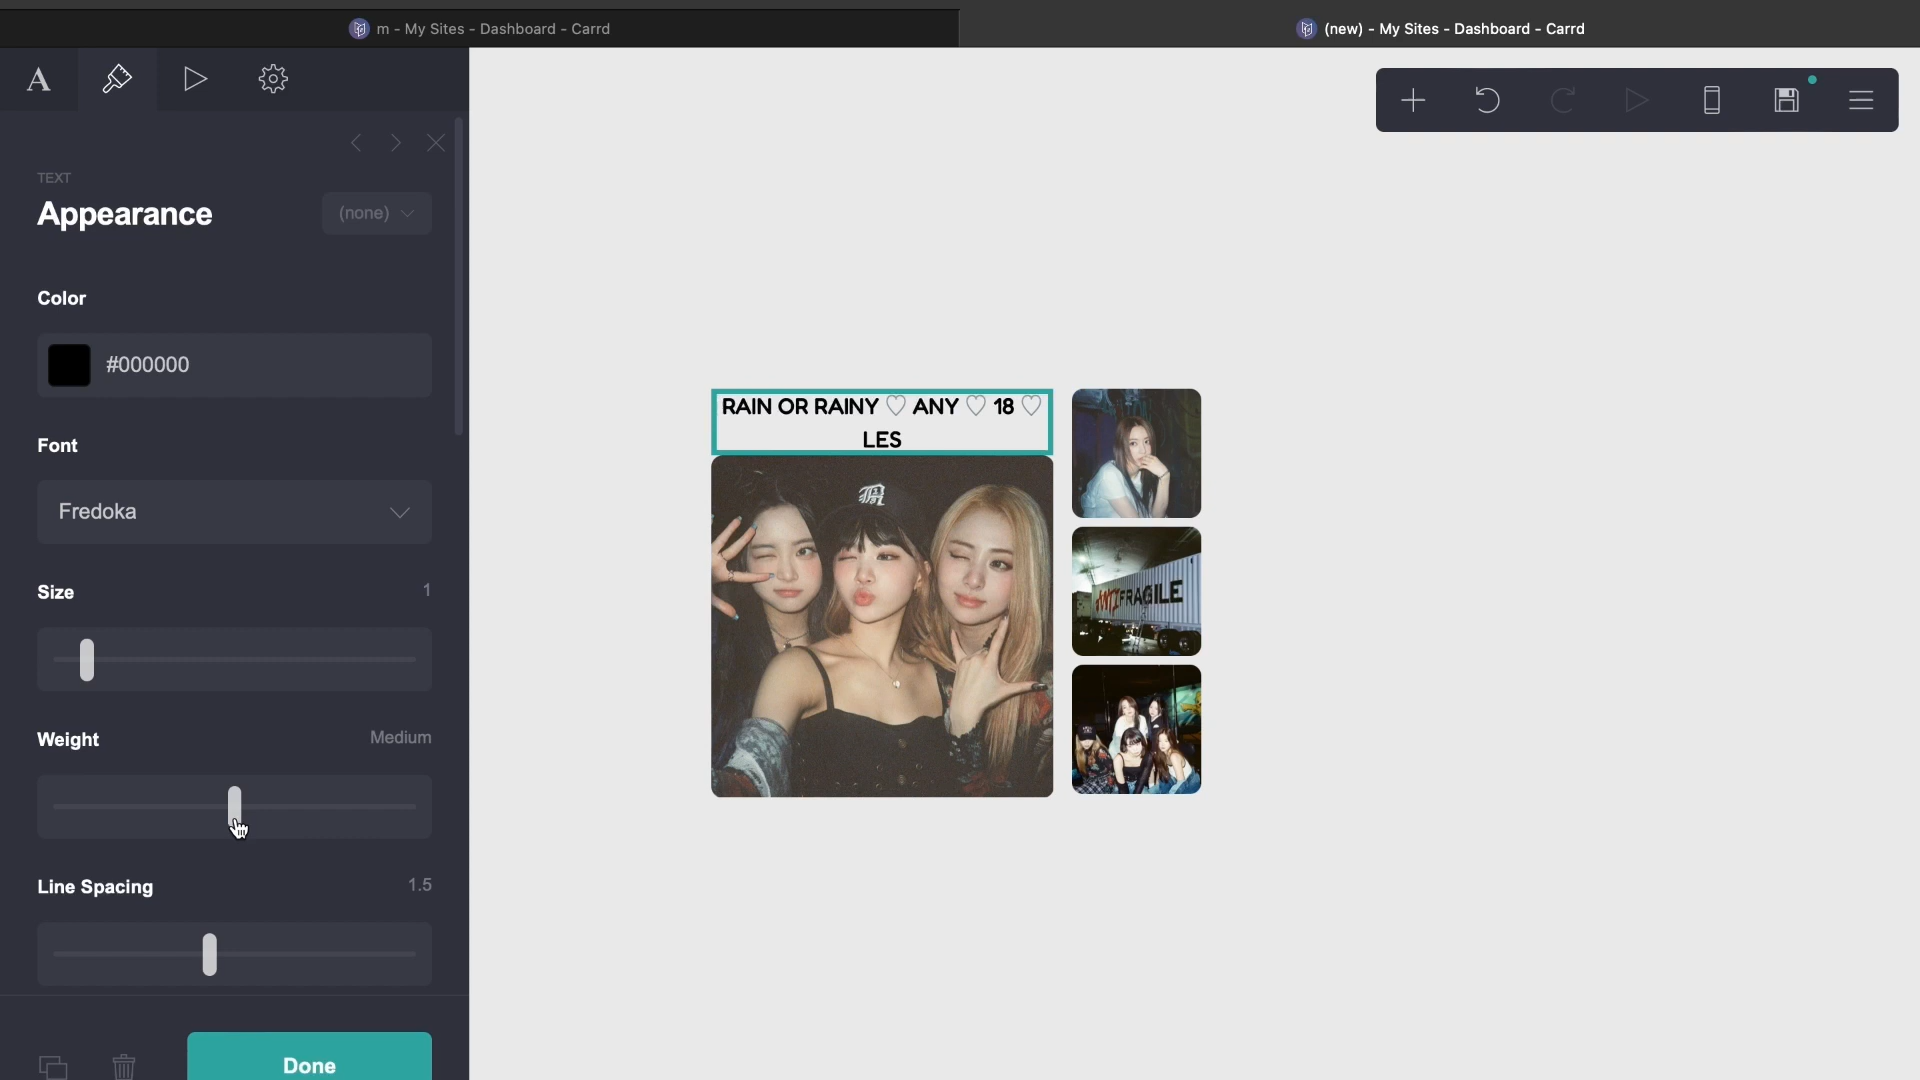 m - My Sites - Dashboard - Carrd
(new) - My Sites - Dashboard - Carrd
A
TEXT
Appearance
(none)
Color
#000000
Font
Fredoka
Size
1
Weight
Medium
Line Spacing
1.5
Done
RAIN OR RAINY ♡ ANY ♡ 18 ♡
LES
ANTIFRAGILE